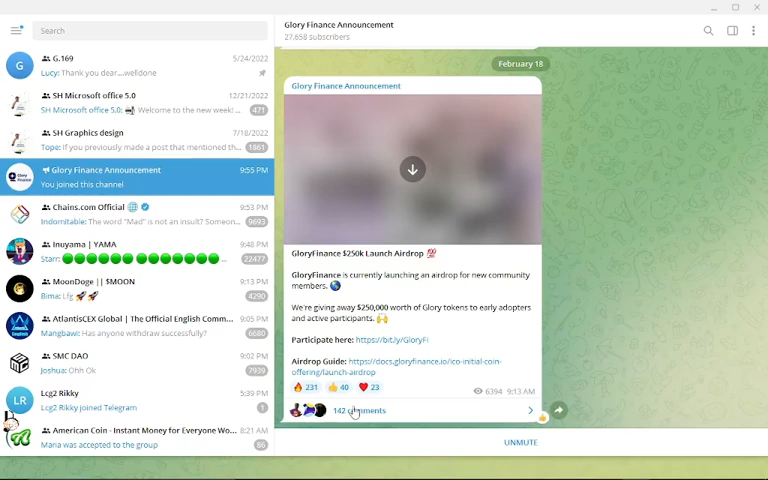 Search
G.169
5/24/2022
Lucy: Thank you dear....welldone
SH Microsoft office 5.0
12/21/2022
SH Microsoft office 5.0: Welcome to the new week! ...
471
SH Graphics design
7/18/2022
Tope: If you previously made a post that mentioned th...
1861
Glory Finance Announcement
9:55 PM
You joined this channel
Chains.com Official
9:53 PM
Indomitable: The word "Mad" is not an insult? Someon...
9693
Inuyama | YAMA
9:48 PM
Starr:
22477
MoonDoge || $MOON
9:13 PM
Bima: Lfg 🚀🚀
4290
AtlantisCEX Global | The Official English Comm...
9:05 PM
Mangbawi: Has anyone withdraw successfully?
6680
SMC DAO
9:02 PM
Joshua: Ohh Ok
7939
LR
Lcg2 Rikky
5:39 PM
Lcg2 Rikky joined Telegram
1
American Coin - Instant Money for Everyone Wo...
8:21 AM
Maria was accepted to the group
86
Glory Finance Announcement
27,658 subscribers
February 18
Glory Finance Announcement
GloryFinance $250k Launch Airdrop 💯
GloryFinance is currently launching an airdrop for new community
members. 🌎
We're giving away $250,000 worth of Glory tokens to early adopters
and active participants. 🙌
Participate here: https://bit.ly/GloryFi
Airdrop Guide: https://docs.gloryfinance.io/ico-initial-coin-
offering/launch-airdrop
🔥 231 👍 40 ❤ 23
6394 9:13 AM
142 comments
UNMUTE